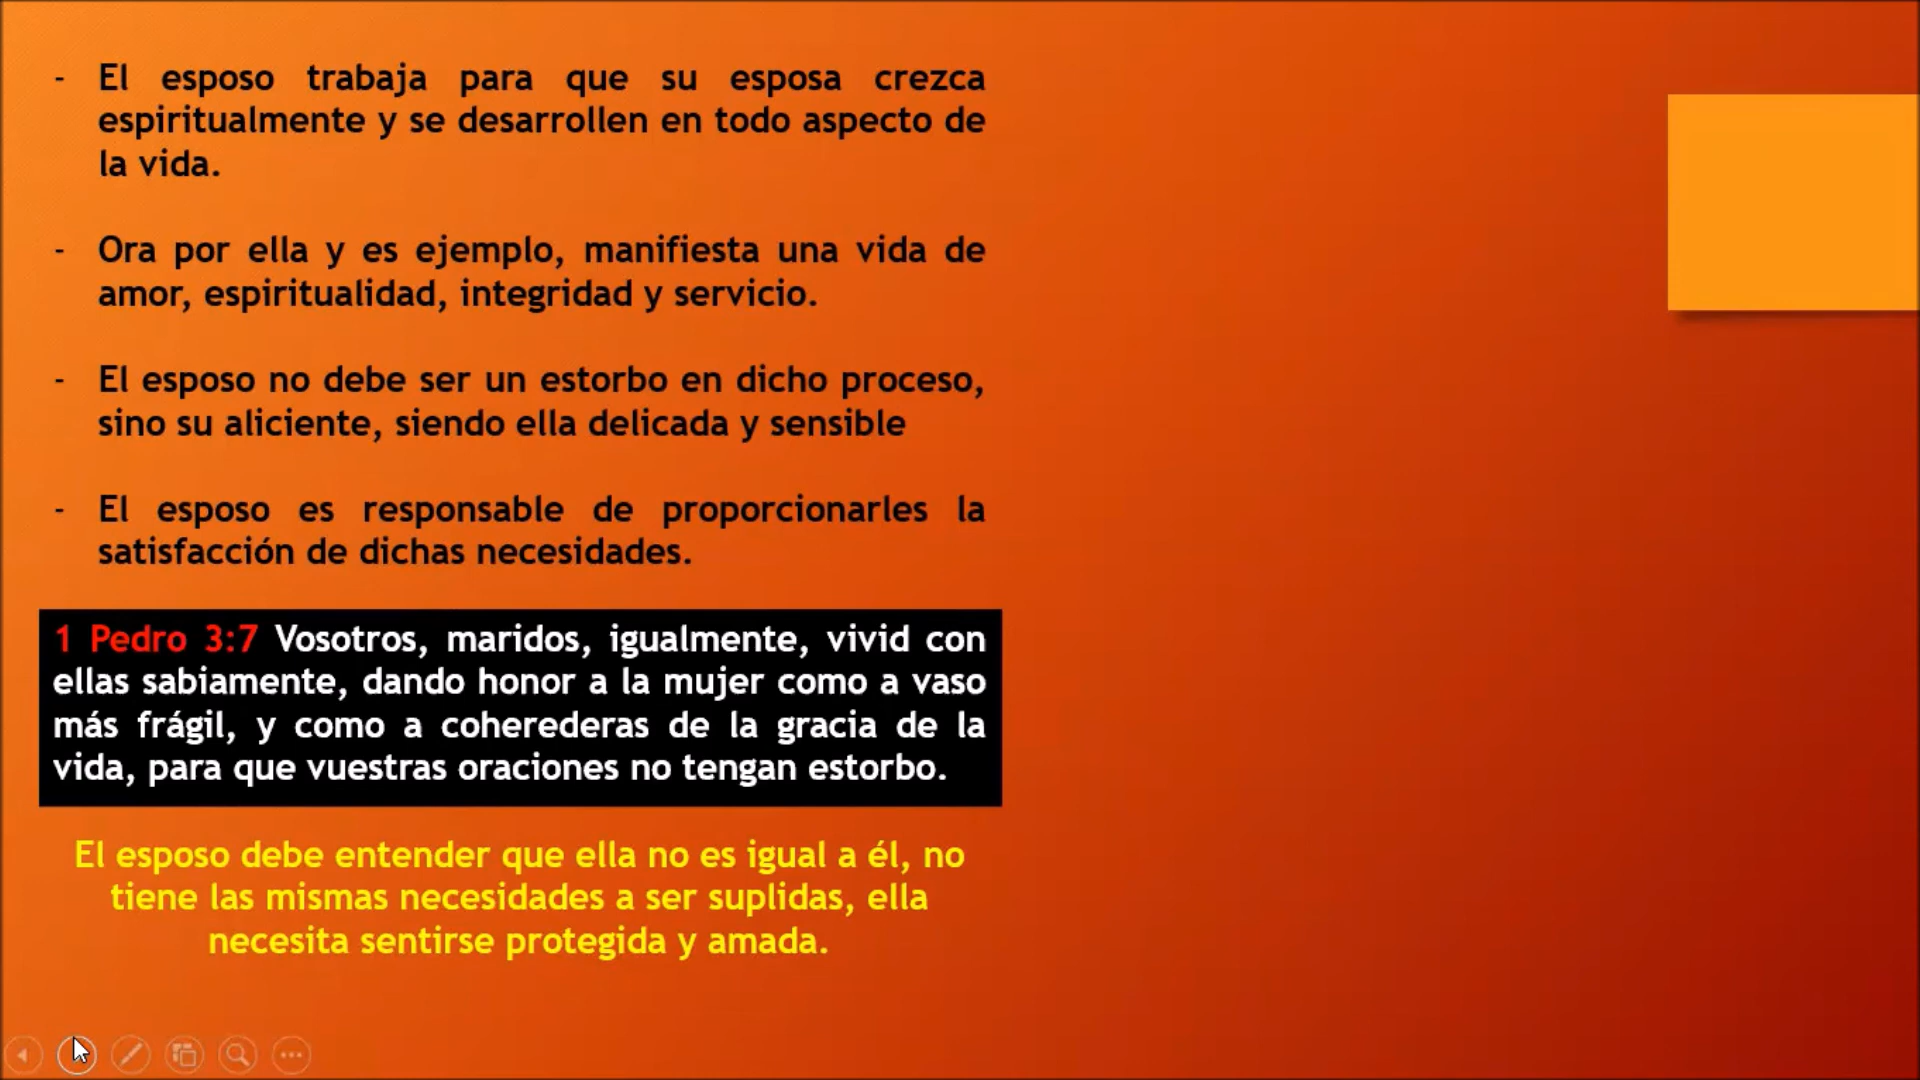 - El esposo trabaja para que su esposa crezca
espiritualmente y se desarrollen en todo aspecto de
la vida.
- Ora por ella y es ejemplo, manifiesta una vida de
amor, espiritualidad, integridad y servicio.
- El esposo no debe ser un estorbo en dicho proceso,
sino su aliciente, siendo ella delicada y sensible
- El esposo es responsable de proporcionarles la
satisfacción de dichas necesidades.
1 Pedro 3:7 Vosotros, maridos, igualmente, vivid con
ellas sabiamente, dando honor a la mujer como a vaso
más frágil, y como a coherederas de la gracia de la
vida, para que vuestras oraciones no tengan estorbo.
El esposo debe entender que ella no es igual a él, no
tiene las mismas necesidades a ser suplidas, ella
necesita sentirse protegida y amada.